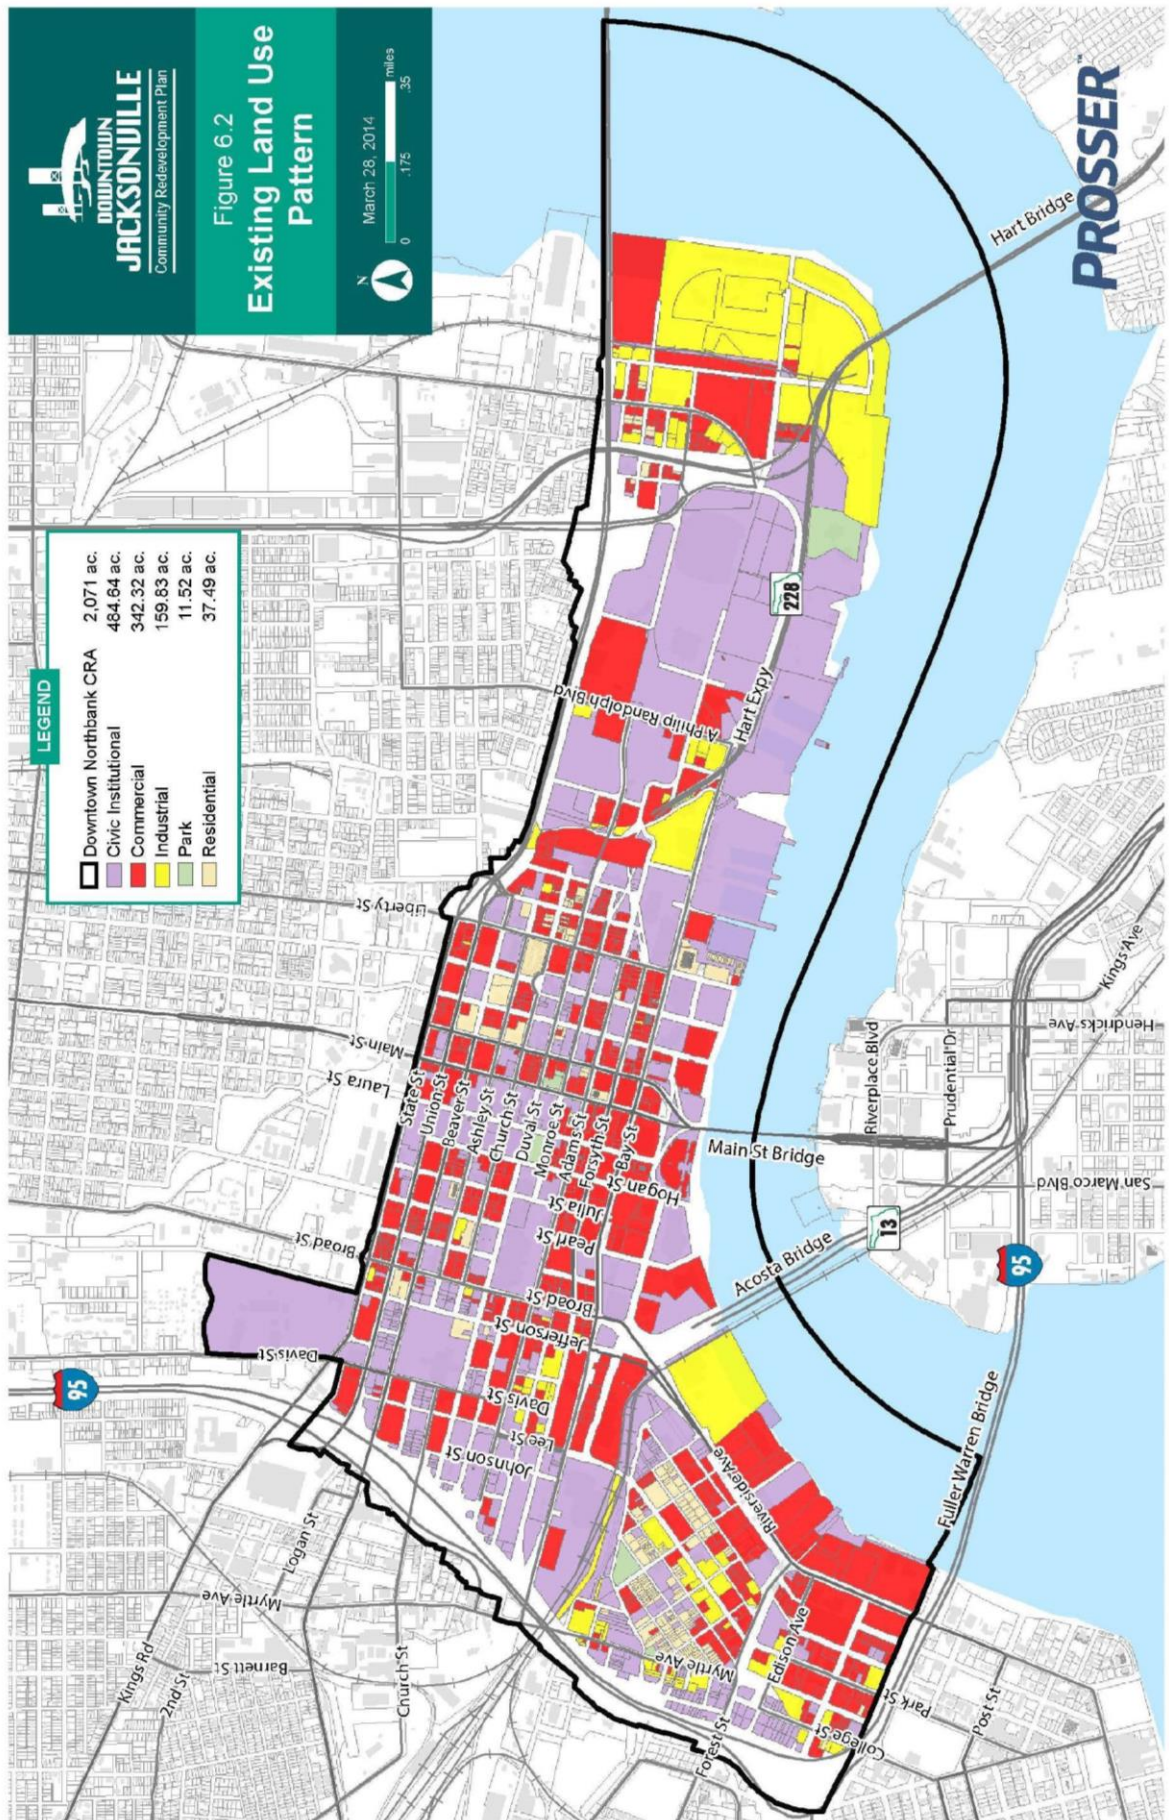 DOWNTOWN
JACKSONVILLE
Community Redevelopment Plan
Figure 6.2
Existing Land Use
Pattern
March 28, 2014
N
0 .175 .35
miles
LEGEND
Downtown Northbank CRA 2,071 ac.
Civic Institutional 484.64 ac.
Commercial 342.32 ac.
Industrial 159.83 ac.
Park 11.52 ac.
Residential 37.49 ac.
PROSSER™
95
Kings Rd
2nd St
Myrtle Ave
Logan St
Barnett St
Church St
Davis St
Broad St
Laura St
Main St
Liberty St
State St
Union St
Beaver St
Ashley St
Church St
Duval St
Monroe St
Adams St
Forsyth St
Bay St
Hogan St
Julia St
Pearl St
Broad St
Jefferson St
Davis St
Lee St
Johnson St
A Philip Randolph Blvd
Hart Expy
228
Hart Bridge
Main St Bridge
Acosta Bridge
Riverside Ave
Fuller Warren Bridge
Myrtle Ave
Edison Ave
Forest St
College St
Park St
Post St
13
95
Riverplace Blvd
Prudential Dr
San Marco Blvd
Hendricks Ave
Kings Ave